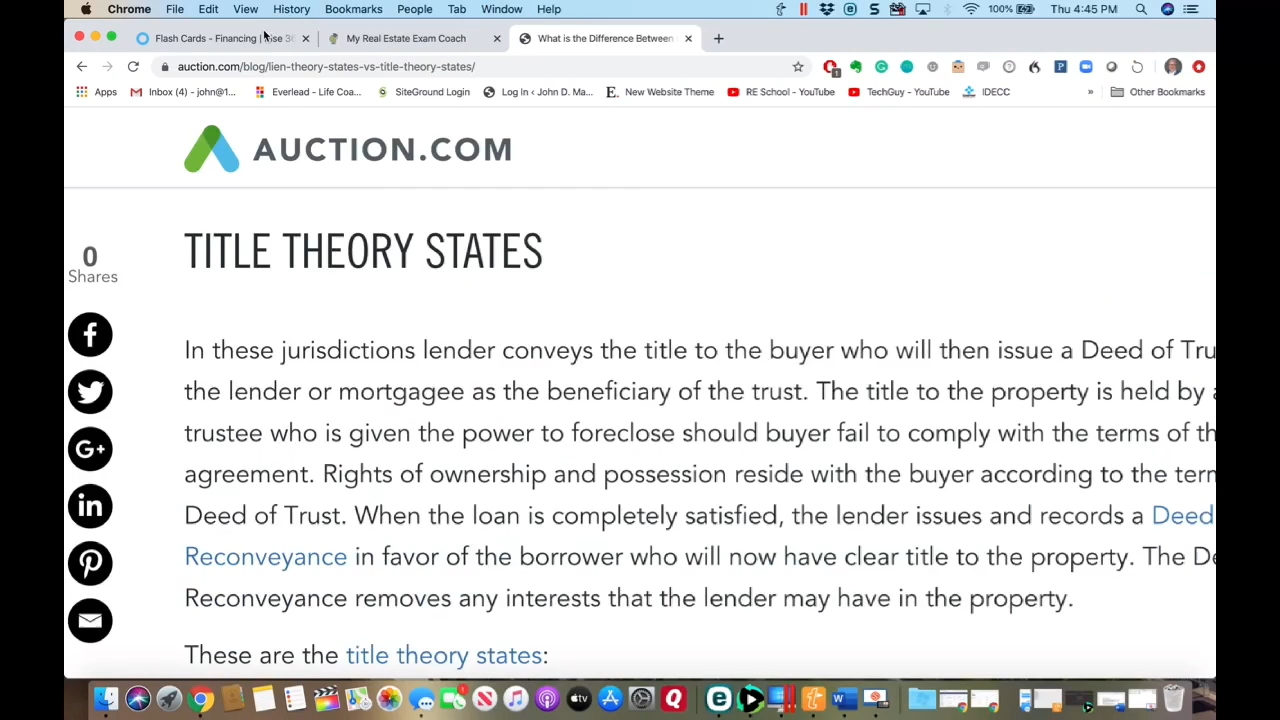 Chrome File Edit View History Bookmarks People Tab Window Help 100% Thu 4:45 PM
Flash Cards - Financing | Rise 36 My Real Estate Exam Coach What is the Difference Between
auction.com/blog/lien-theory-states-vs-title-theory-states/
Apps Inbox (4) - john@1... Everlead - Life Coa... SiteGround Login Log In ‹ John D. Ma... New Website Theme RE School - YouTube TechGuy - YouTube IDECC » Other Bookmarks
AUCTION.COM
TITLE THEORY STATES
0
Shares
In these jurisdictions lender conveys the title to the buyer who will then issue a Deed of Tru
the lender or mortgagee as the beneficiary of the trust. The title to the property is held by a
trustee who is given the power to foreclose should buyer fail to comply with the terms of th
agreement. Rights of ownership and possession reside with the buyer according to the term
Deed of Trust. When the loan is completely satisfied, the lender issues and records a Deed
Reconveyance in favor of the borrower who will now have clear title to the property. The De
Reconveyance removes any interests that the lender may have in the property.
These are the title theory states: